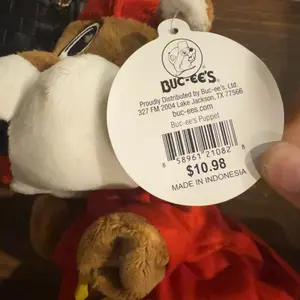 BUC-EE'S
Proudly Distributed by Buc-ee's, Ltd.
327 FM 2004 Lake Jackson, TX 77566
buc-ees.com
Buc-ee's Puppet
8 58961 21082 8
$10.98
MADE IN INDONESIA